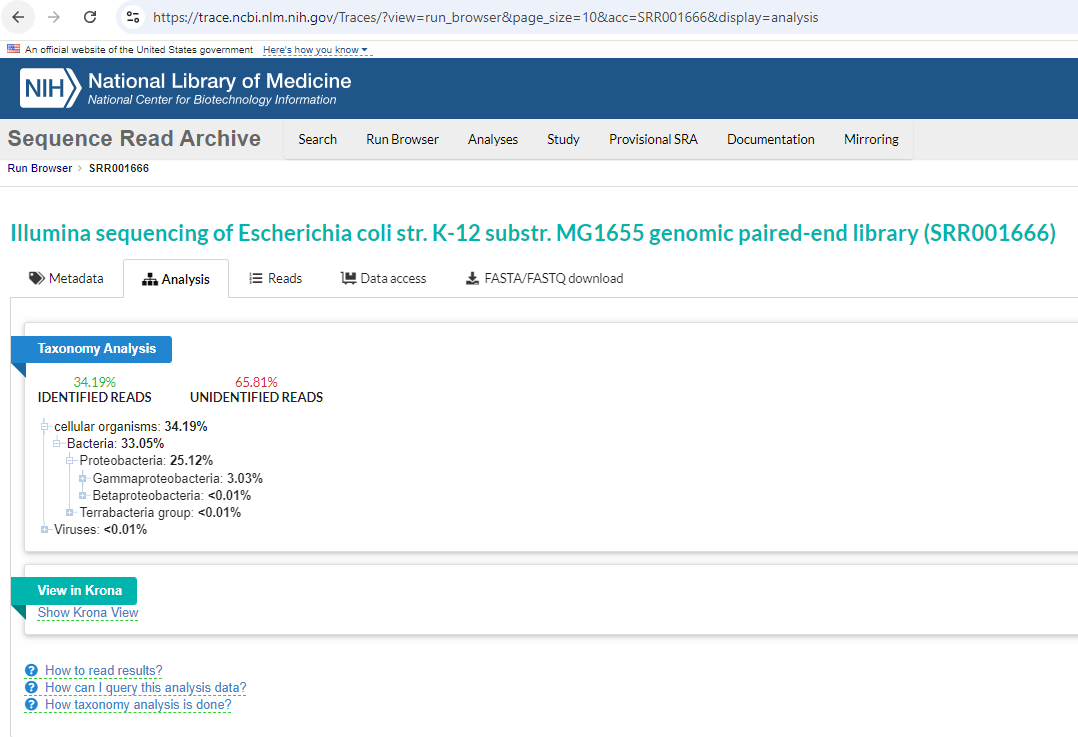 https://trace.ncbi.nlm.nih.gov/Traces/?view=run_browser&page_size=10&acc=SRR001666&display=analysis
An official website of the United States government Here's how you know
NIH National Library of Medicine
National Center for Biotechnology Information
Sequence Read Archive Search Run Browser Analyses Study Provisional SRA Documentation Mirroring
Run Browser › SRR001666
Illumina sequencing of Escherichia coli str. K-12 substr. MG1655 genomic paired-end library (SRR001666)
Metadata Analysis Reads Data access FASTA/FASTQ download
Taxonomy Analysis
34.19% 65.81%
IDENTIFIED READS UNIDENTIFIED READS
cellular organisms: 34.19%
Bacteria: 33.05%
Proteobacteria: 25.12%
Gammaproteobacteria: 3.03%
Betaproteobacteria: <0.01%
Terrabacteria group: <0.01%
Viruses: <0.01%
View in Krona
Show Krona View
? How to read results?
? How can I query this analysis data?
? How taxonomy analysis is done?